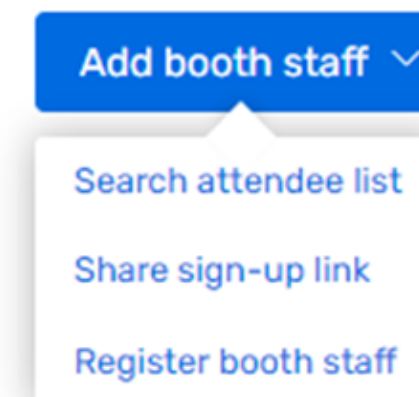 Add booth staff
Search attendee list
Share sign-up link
Register booth staff